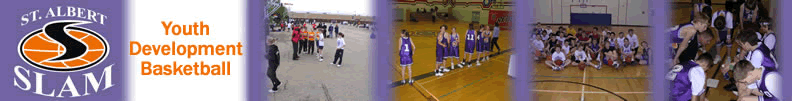 ST. ALBERT
SLAM
Youth
Development
Basketball